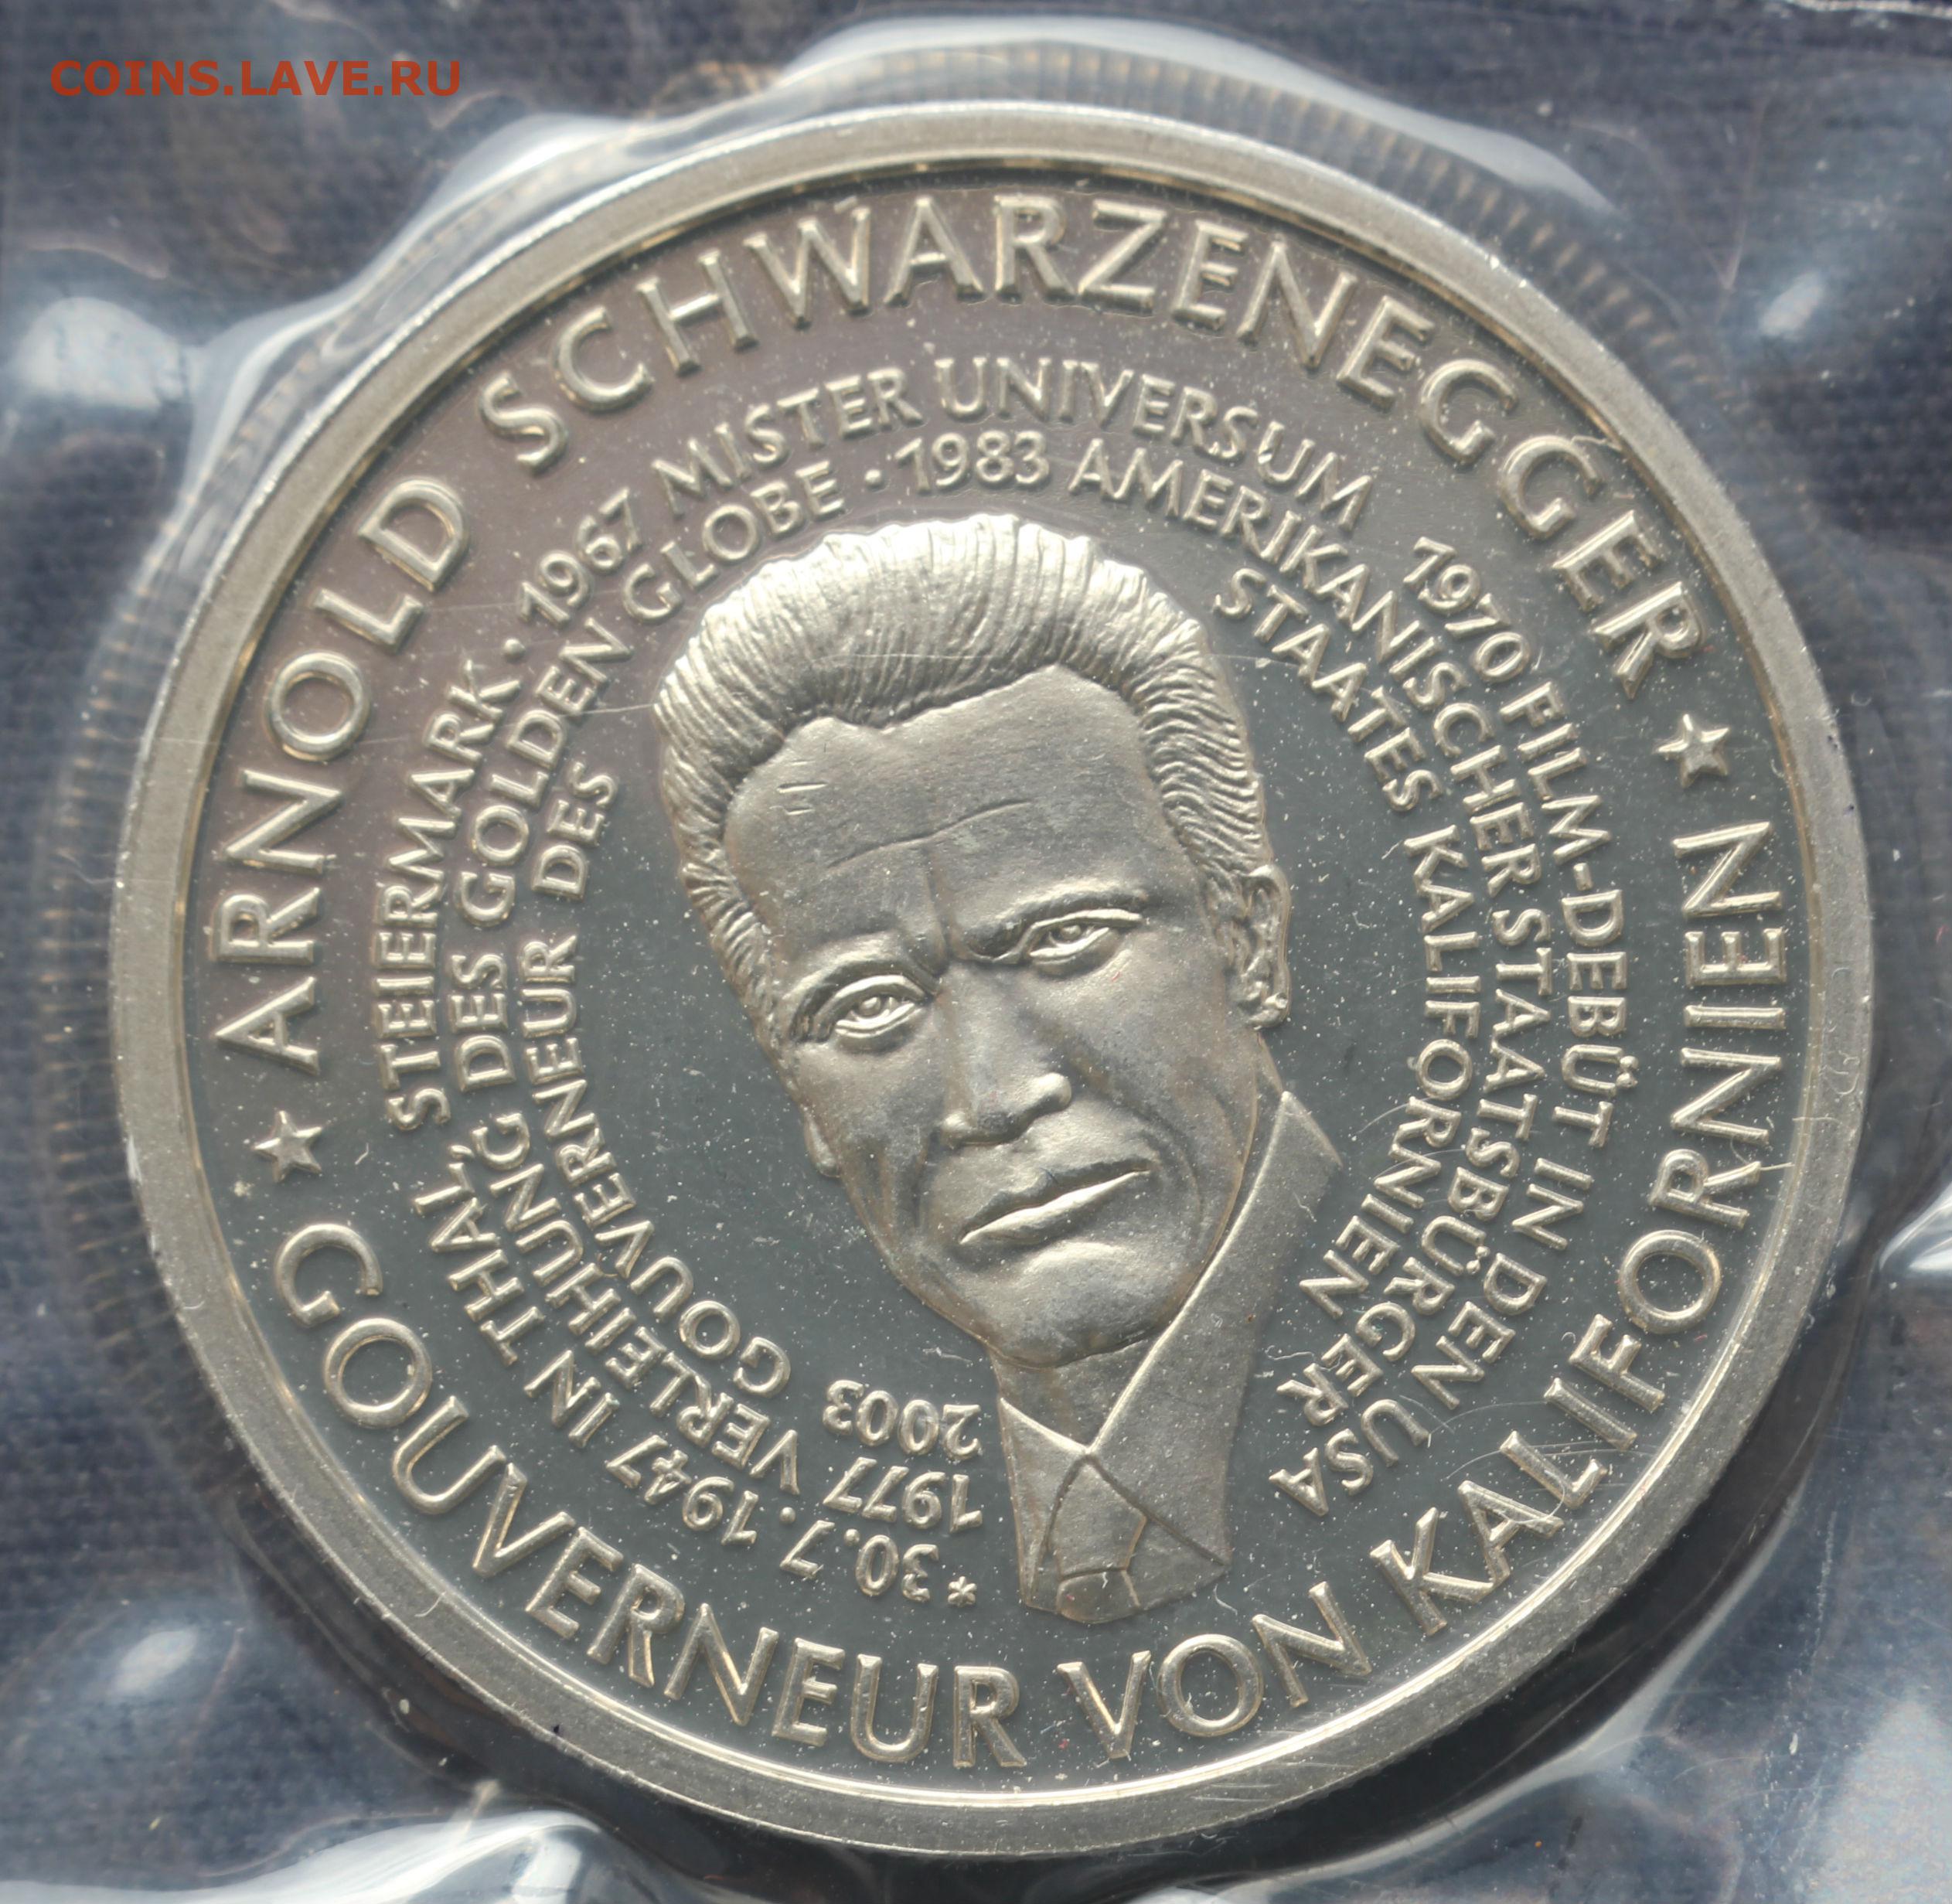 COINS.LAVE.RU
★ ARNOLD SCHWARZENEGGER ★
GOUVERNEUR VON KALIFORNIEN
* 30.7.1947 IN THAL, STEIERMARK · 1967 MISTER UNIVERSUM 1970 FILM-DEBÜT IN DEN USA
1977 VERLEIHUNG DES GOLDEN GLOBE · 1983 AMERIKANISCHER STAATSBÜRGER
2003 GOUVERNEUR DES STAATES KALIFORNIEN